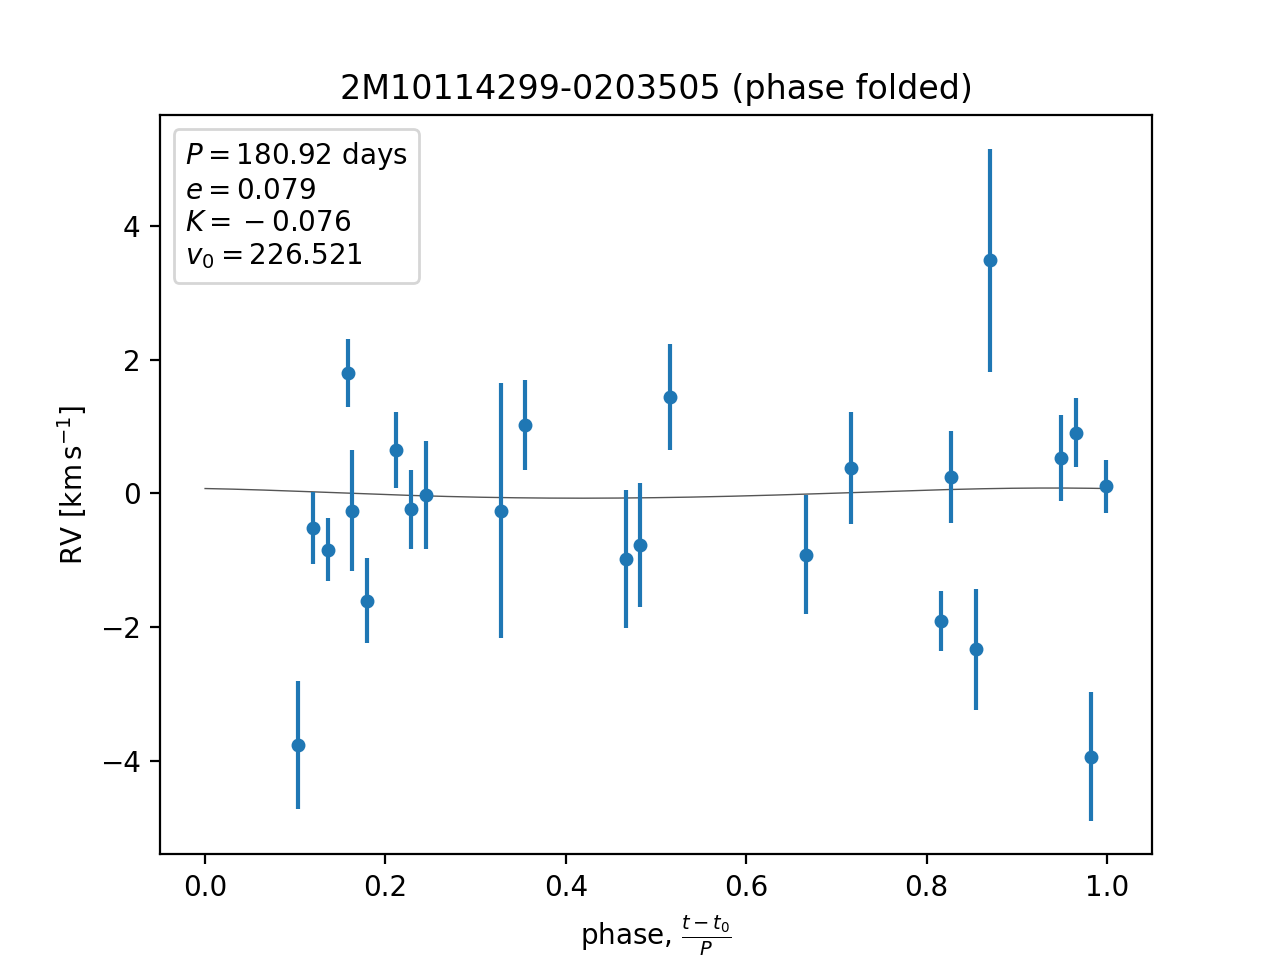 2M10114299-0203505 (phase folded)
P = 180.92 days
e = 0.079
K = −0.076
v₀ = 226.521
RV [km s⁻¹]
4
2
0
−2
−4
0.0 0.2 0.4 0.6 0.8 1.0
phase, (t − t₀)/P